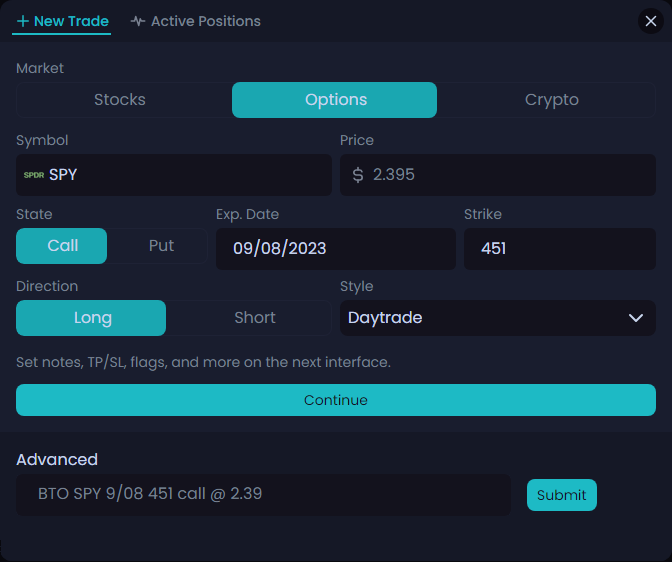 New Trade
Active Positions
Market
Stocks
Options
Crypto
Symbol
Price
SPDR SPY
$ 2.395
State
Exp. Date
Strike
Call
Put
09/08/2023
451
Direction
Style
Long
Short
Daytrade
Set notes, TP/SL, flags, and more on the next interface.
Continue
Advanced
BTO SPY 9/08 451 call @ 2.39
Submit